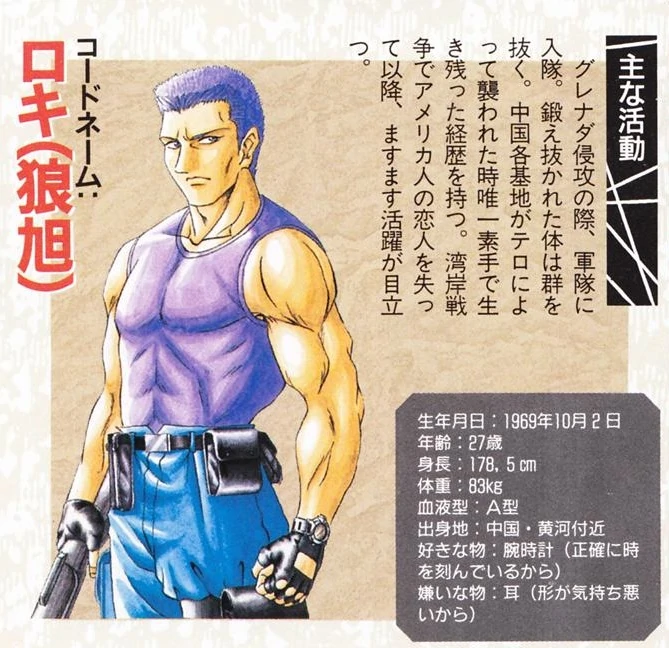 主な活動
グレナダ侵攻の際、軍隊に
入隊。鍛え抜かれた体は群を
抜く。中国各基地がテロによ
って襲われた時唯一素手で生
き残った経歴を持つ。湾岸戦
争でアメリカ人の恋人を失っ
て以降、ますます活躍が目立
つ。
コードネーム:
ロキ(狼旭)
生年月日：1969年10月2日
年齢：27歳
身長：178,5㎝
体重：83kg
血液型：A型
出身地：中国・黄河付近
好きな物：腕時計（正確に時
を刻んでいるから）
嫌いな物：耳（形が気持ち悪
いから）